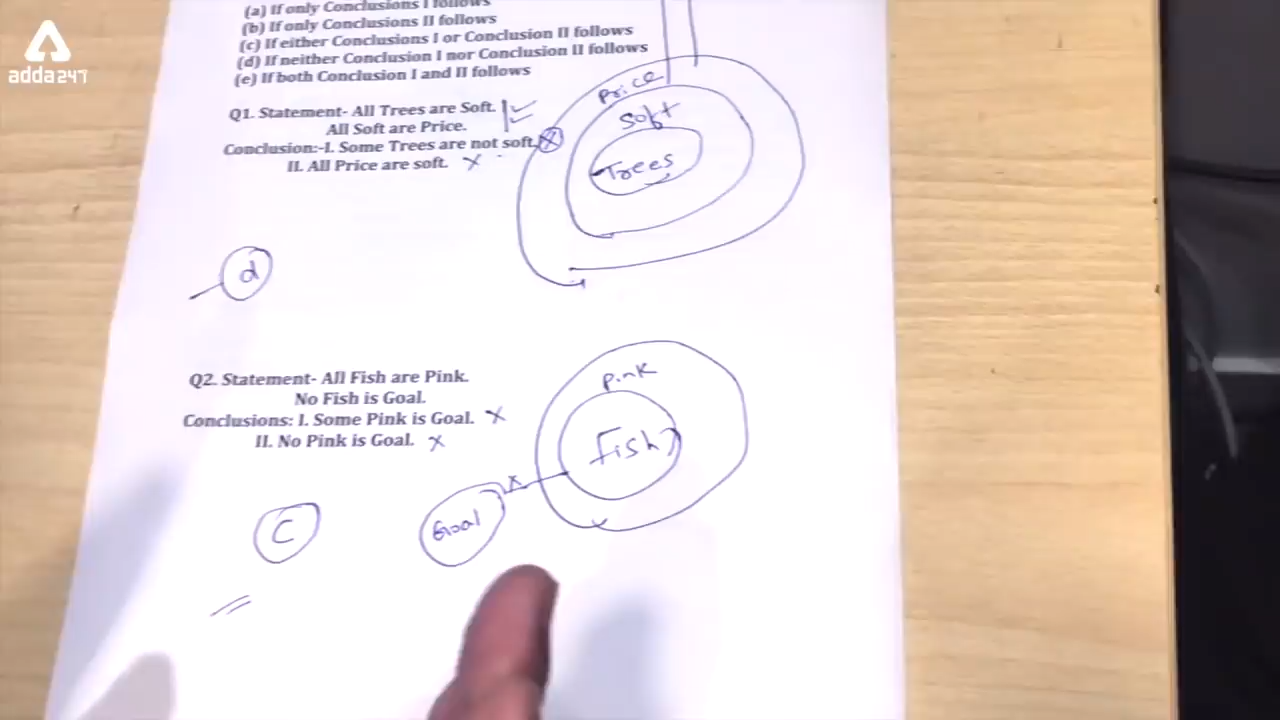 adda247
(a) If only Conclusions I follows
(b) If only Conclusions II follows
(c) If either Conclusions I or Conclusion II follows
(d) If neither Conclusion I nor Conclusion II follows
(e) If both Conclusion I and II follows
Price
Soft
Trees
Q1. Statement- All Trees are Soft.
All Soft are Price.
Conclusion:-I. Some Trees are not soft.
II. All Price are soft. X
d
Q2. Statement- All Fish are Pink.
No Fish is Goal.
Conclusions: I. Some Pink is Goal. X
II. No Pink is Goal. X
Pink
Fish
Goal
C